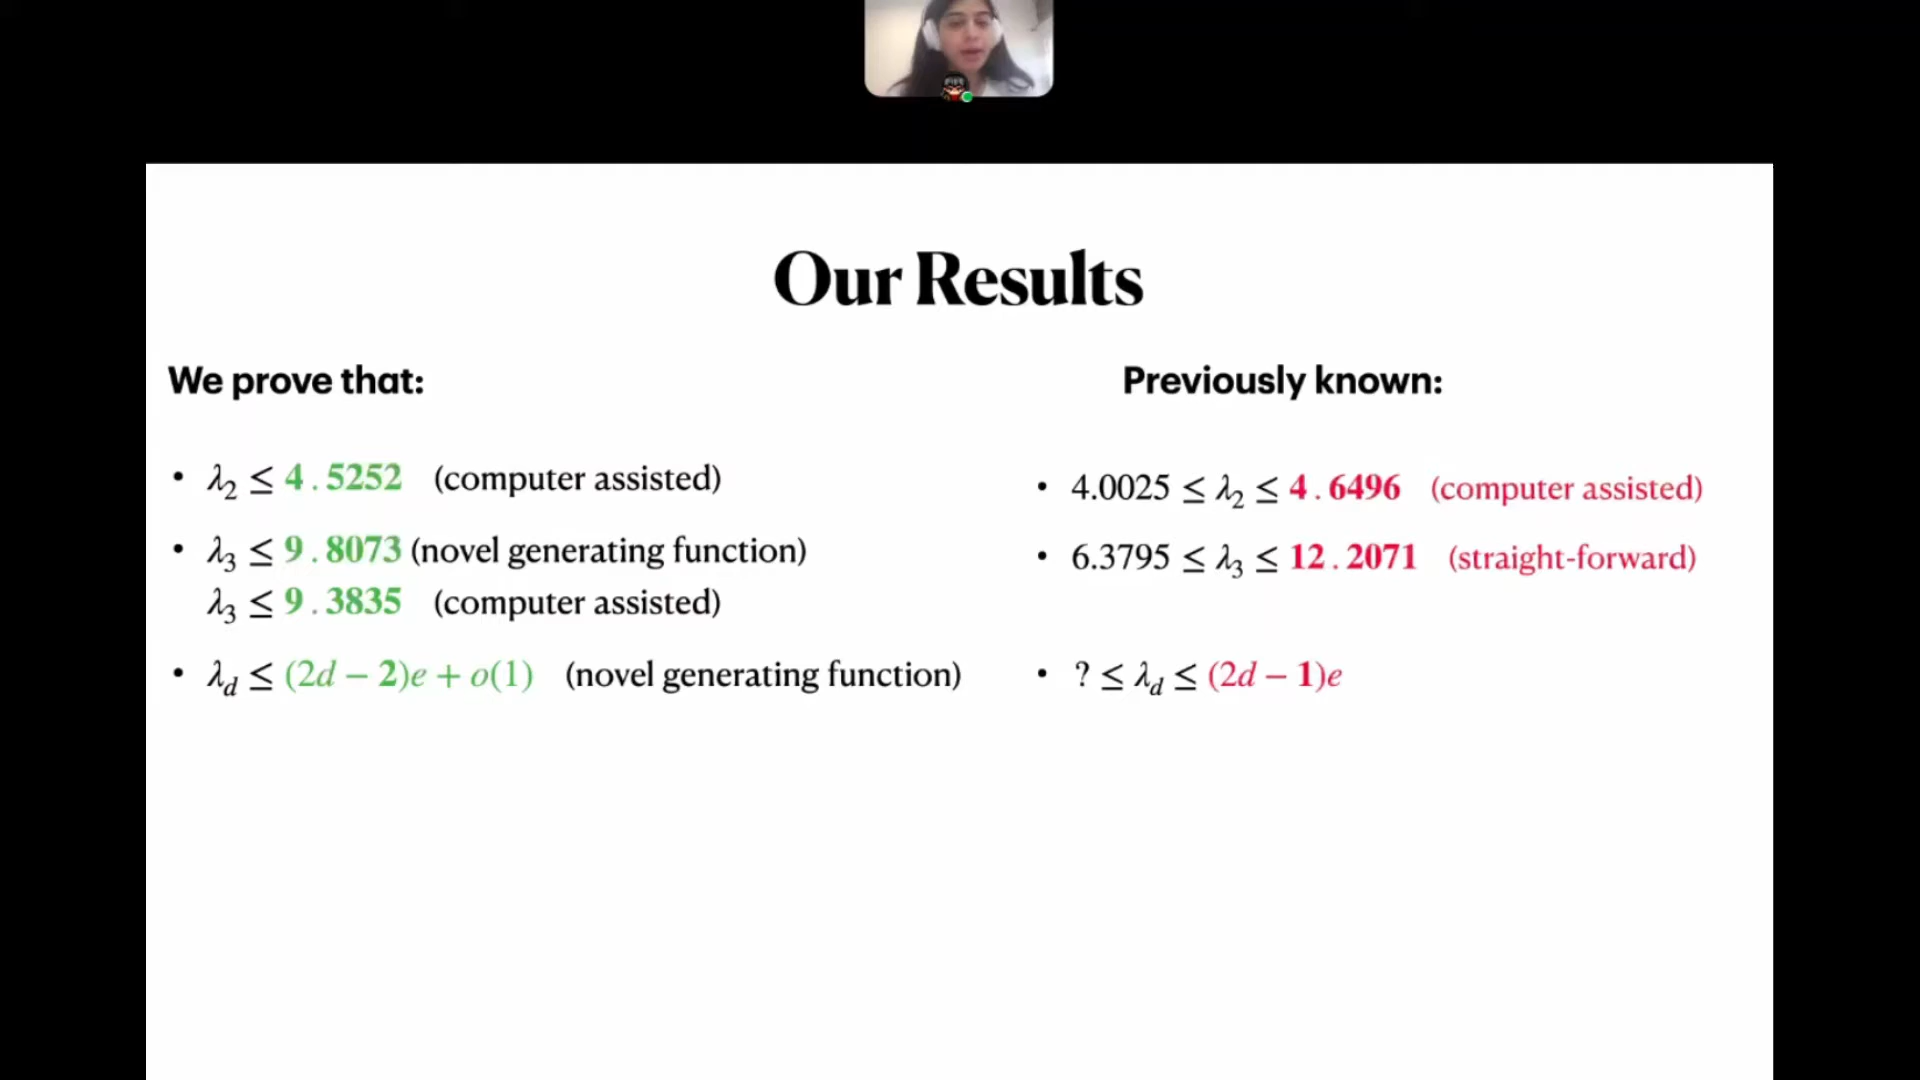 Our Results
We prove that:
• λ₂ ≤ 4.5252 (computer assisted)
• λ₃ ≤ 9.8073 (novel generating function)
λ₃ ≤ 9.3835 (computer assisted)
• λ_d ≤ (2d − 2)e + o(1) (novel generating function)
Previously known:
• 4.0025 ≤ λ₂ ≤ 4.6496 (computer assisted)
• 6.3795 ≤ λ₃ ≤ 12.2071 (straight-forward)
• ? ≤ λ_d ≤ (2d − 1)e